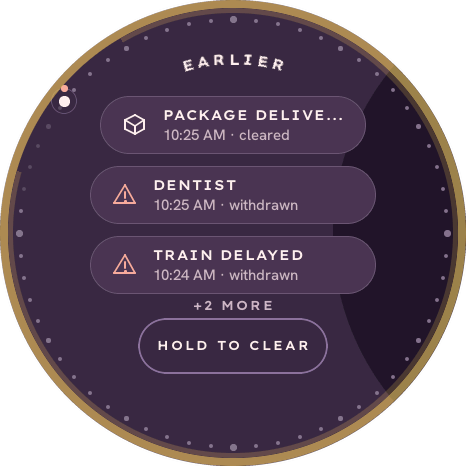 EARLIER
PACKAGE DELIVE...
10:25 AM · cleared
DENTIST
10:25 AM · withdrawn
TRAIN DELAYED
10:24 AM · withdrawn
+2 MORE
HOLD TO CLEAR